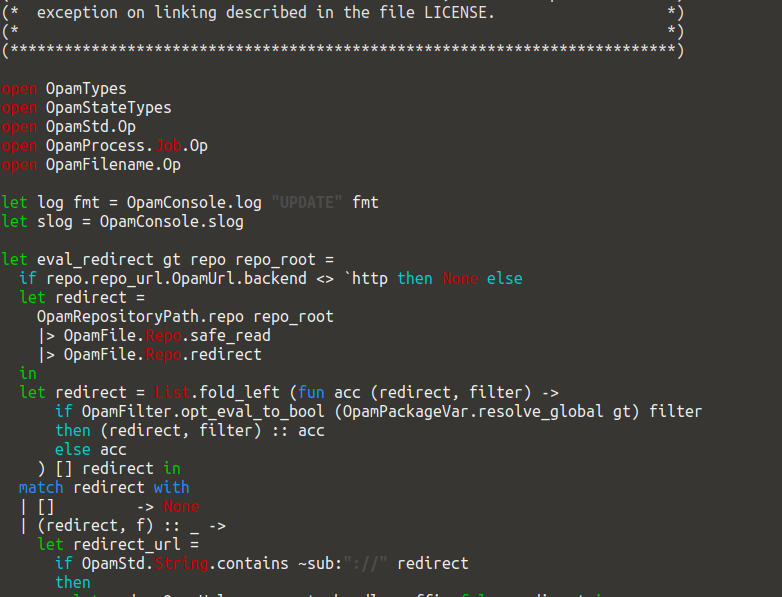 (*  exception on linking described in the file LICENSE.                   *)
(*                                                                        *)
(**************************************************************************)
open OpamTypes
open OpamStateTypes
open OpamStd.Op
open OpamProcess.Job.Op
open OpamFilename.Op
let log fmt = OpamConsole.log "UPDATE" fmt
let slog = OpamConsole.slog
let eval_redirect gt repo repo_root =
  if repo.repo_url.OpamUrl.backend <> `http then None else
  let redirect =
    OpamRepositoryPath.repo repo_root
    |> OpamFile.Repo.safe_read
    |> OpamFile.Repo.redirect
  in
  let redirect = List.fold_left (fun acc (redirect, filter) ->
      if OpamFilter.opt_eval_to_bool (OpamPackageVar.resolve_global gt) filter
      then (redirect, filter) :: acc
      else acc
    ) [] redirect in
  match redirect with
  | []         -> None
  | (redirect, f) :: _ ->
    let redirect_url =
      if OpamStd.String.contains ~sub:"://" redirect
      then